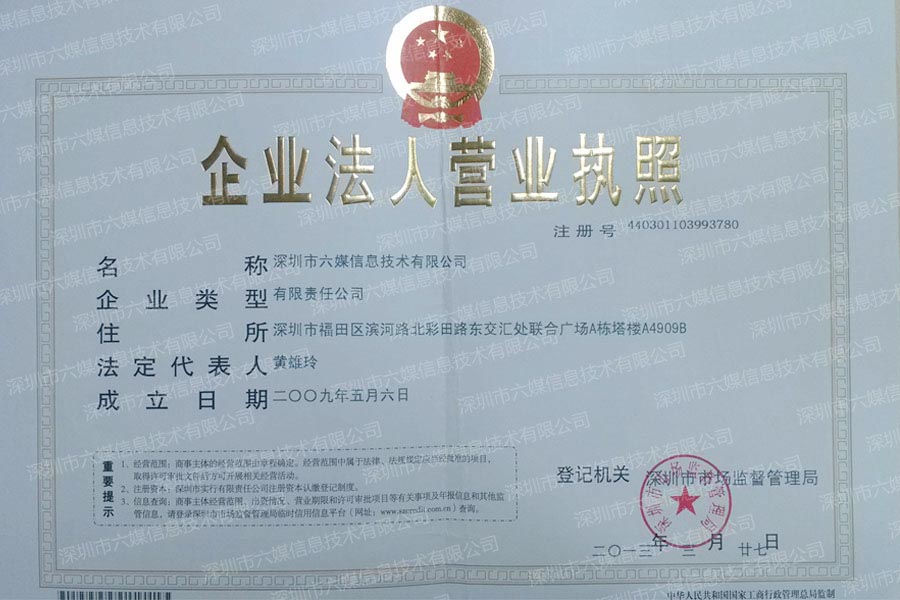 企业法人营业执照
注册号 440301103993780
名称 深圳市六媒信息技术有限公司
企业类型 有限责任公司
住所 深圳市福田区滨河路北彩田路东交汇处联合广场A栋塔楼A4909B
法定代表人 黄雄玲
成立日期 二〇〇九年五月六日
重要提示
1、经营范围:商事主体的经营范围由章程确定。经营范围中属于法律、法规规定应当经批准的项目,
取得许可审批文件后方可开展相关经营活动。
2、注册资本:深圳市实行有限责任公司注册资本认缴登记制度。
3、信息查询:商事主体经营范围、出资情况、营业期限和许可审批项目等有关事项及年报信息和其他监
管信息,请登录深圳市市场监督管理局临时信用信息平台(网址:www.szcredit.com.cn)查询。
登记机关 深圳市市场监督管理局
二〇一三年三月廿七日
中华人民共和国国家工商行政管理总局监制
深圳市六媒信息技术有限公司